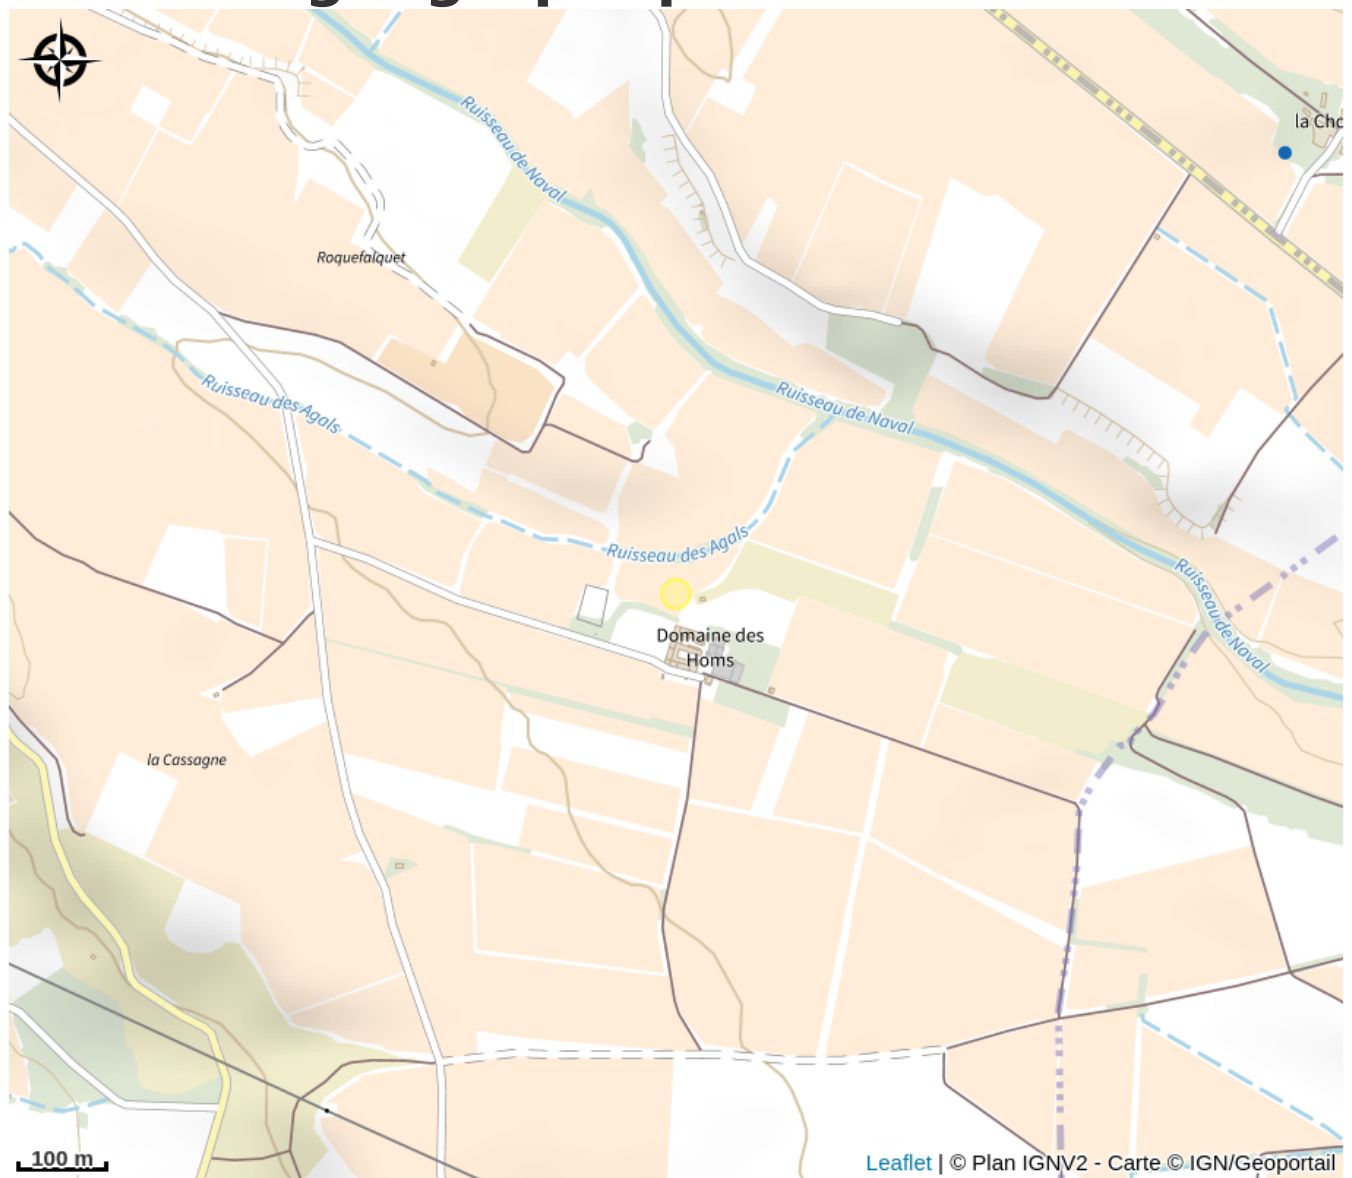 la Cho
Ruisseau de Naval
Roquefalquet
Ruisseau des Agals
Ruisseau de Naval
Ruisseau des Agals
Ruisseau de Naval
Domaine des
Homs
la Cassagne
100 m
Leaflet | © Plan IGNV2 - Carte © IGN/Geoportail